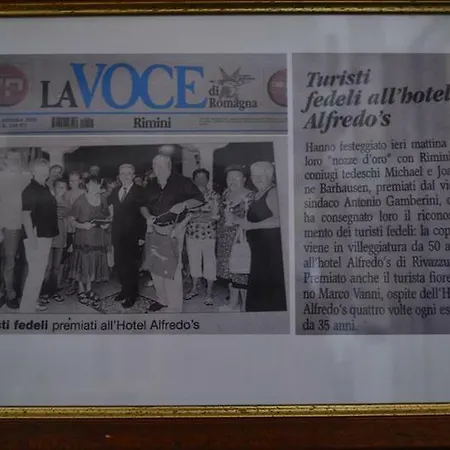 LA VOCE di Romagna
Rimini
Turisti
fedeli all'hotel
Alfredo's
Hanno festeggiato ieri mattina
loro "nozze d'oro" con Rimini
coniugi tedeschi Michael e Joa
ne Barhausen, premiati dal vi
sindaco Antonio Gamberini, c
ha consegnato loro il ricono
mento dei turisti fedeli: la cop
viene in villeggiatura da 50 a
all'hotel Alfredo's di Rivazzu
Premiato anche il turista fiore
no Marco Vanni, ospite dell'H
Alfredo's quattro volte ogni es
da 35 anni.
sti fedeli premiati all'Hotel Alfredo's